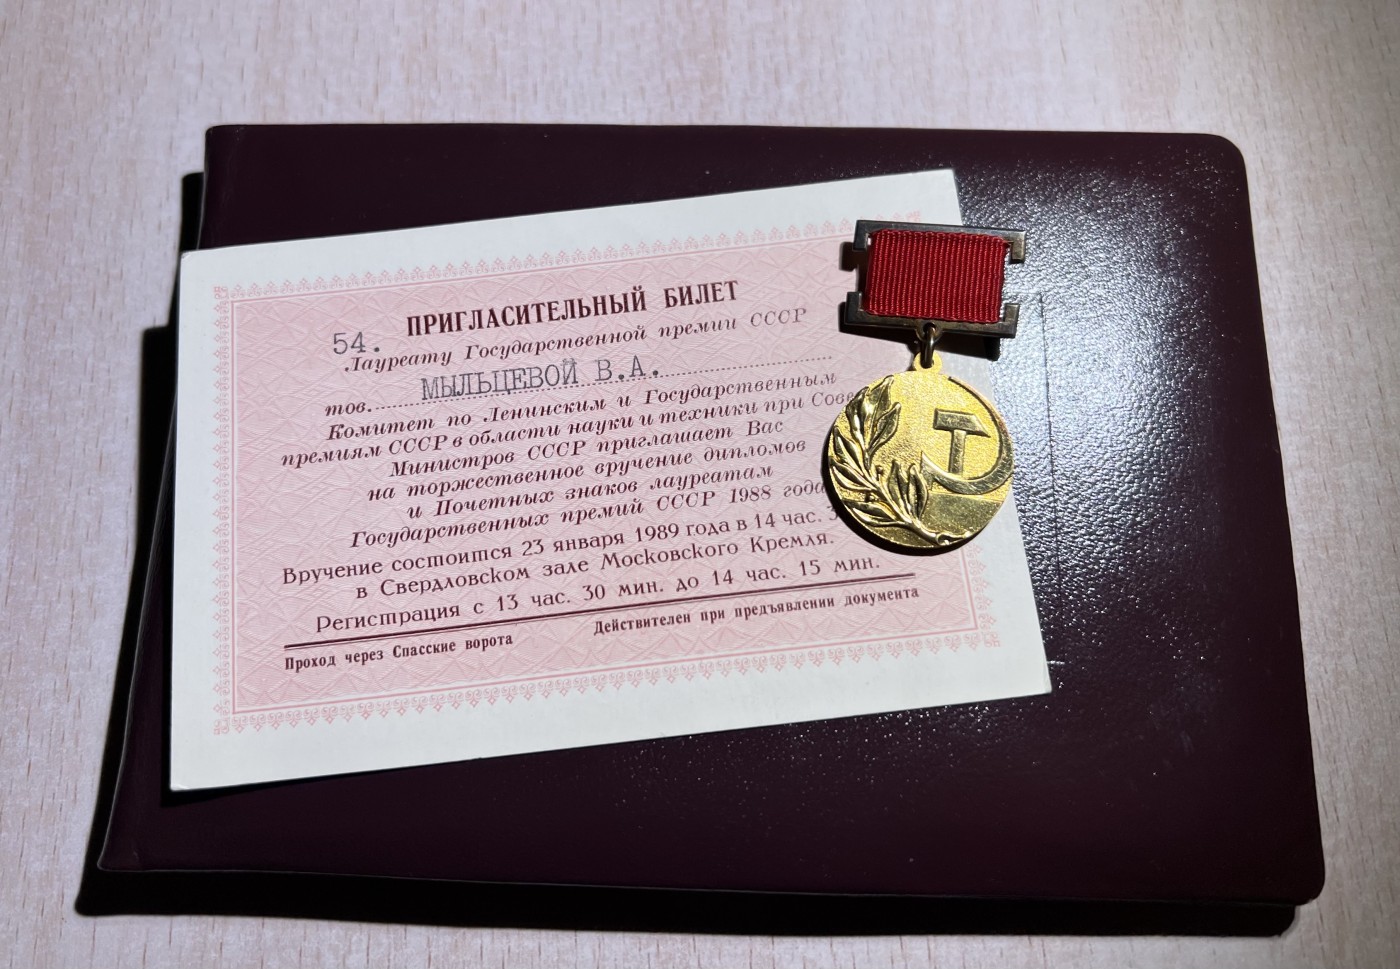 ПРИГЛАСИТЕЛЬНЫЙ БИЛЕТ
54.
Лауреату Государственной премии СССР
тов. МЫЛЬЦЕВОЙ В.А.
Комитет по Ленинским и Государственным
премиям СССР в области науки и техники при
Министров СССР приглашает Вас
на торжественное вручение дипломов
и Почетных знаков лауреатам
Государственных премий СССР 1988 года
Вручение состоится 23 января 1989 года в 14 час.
в Свердловском зале Московского Кремля.
Регистрация с 13 час. 30 мин. до 14 час. 15 мин.
Проход через Спасские ворота
Действителен при предъявлении документа